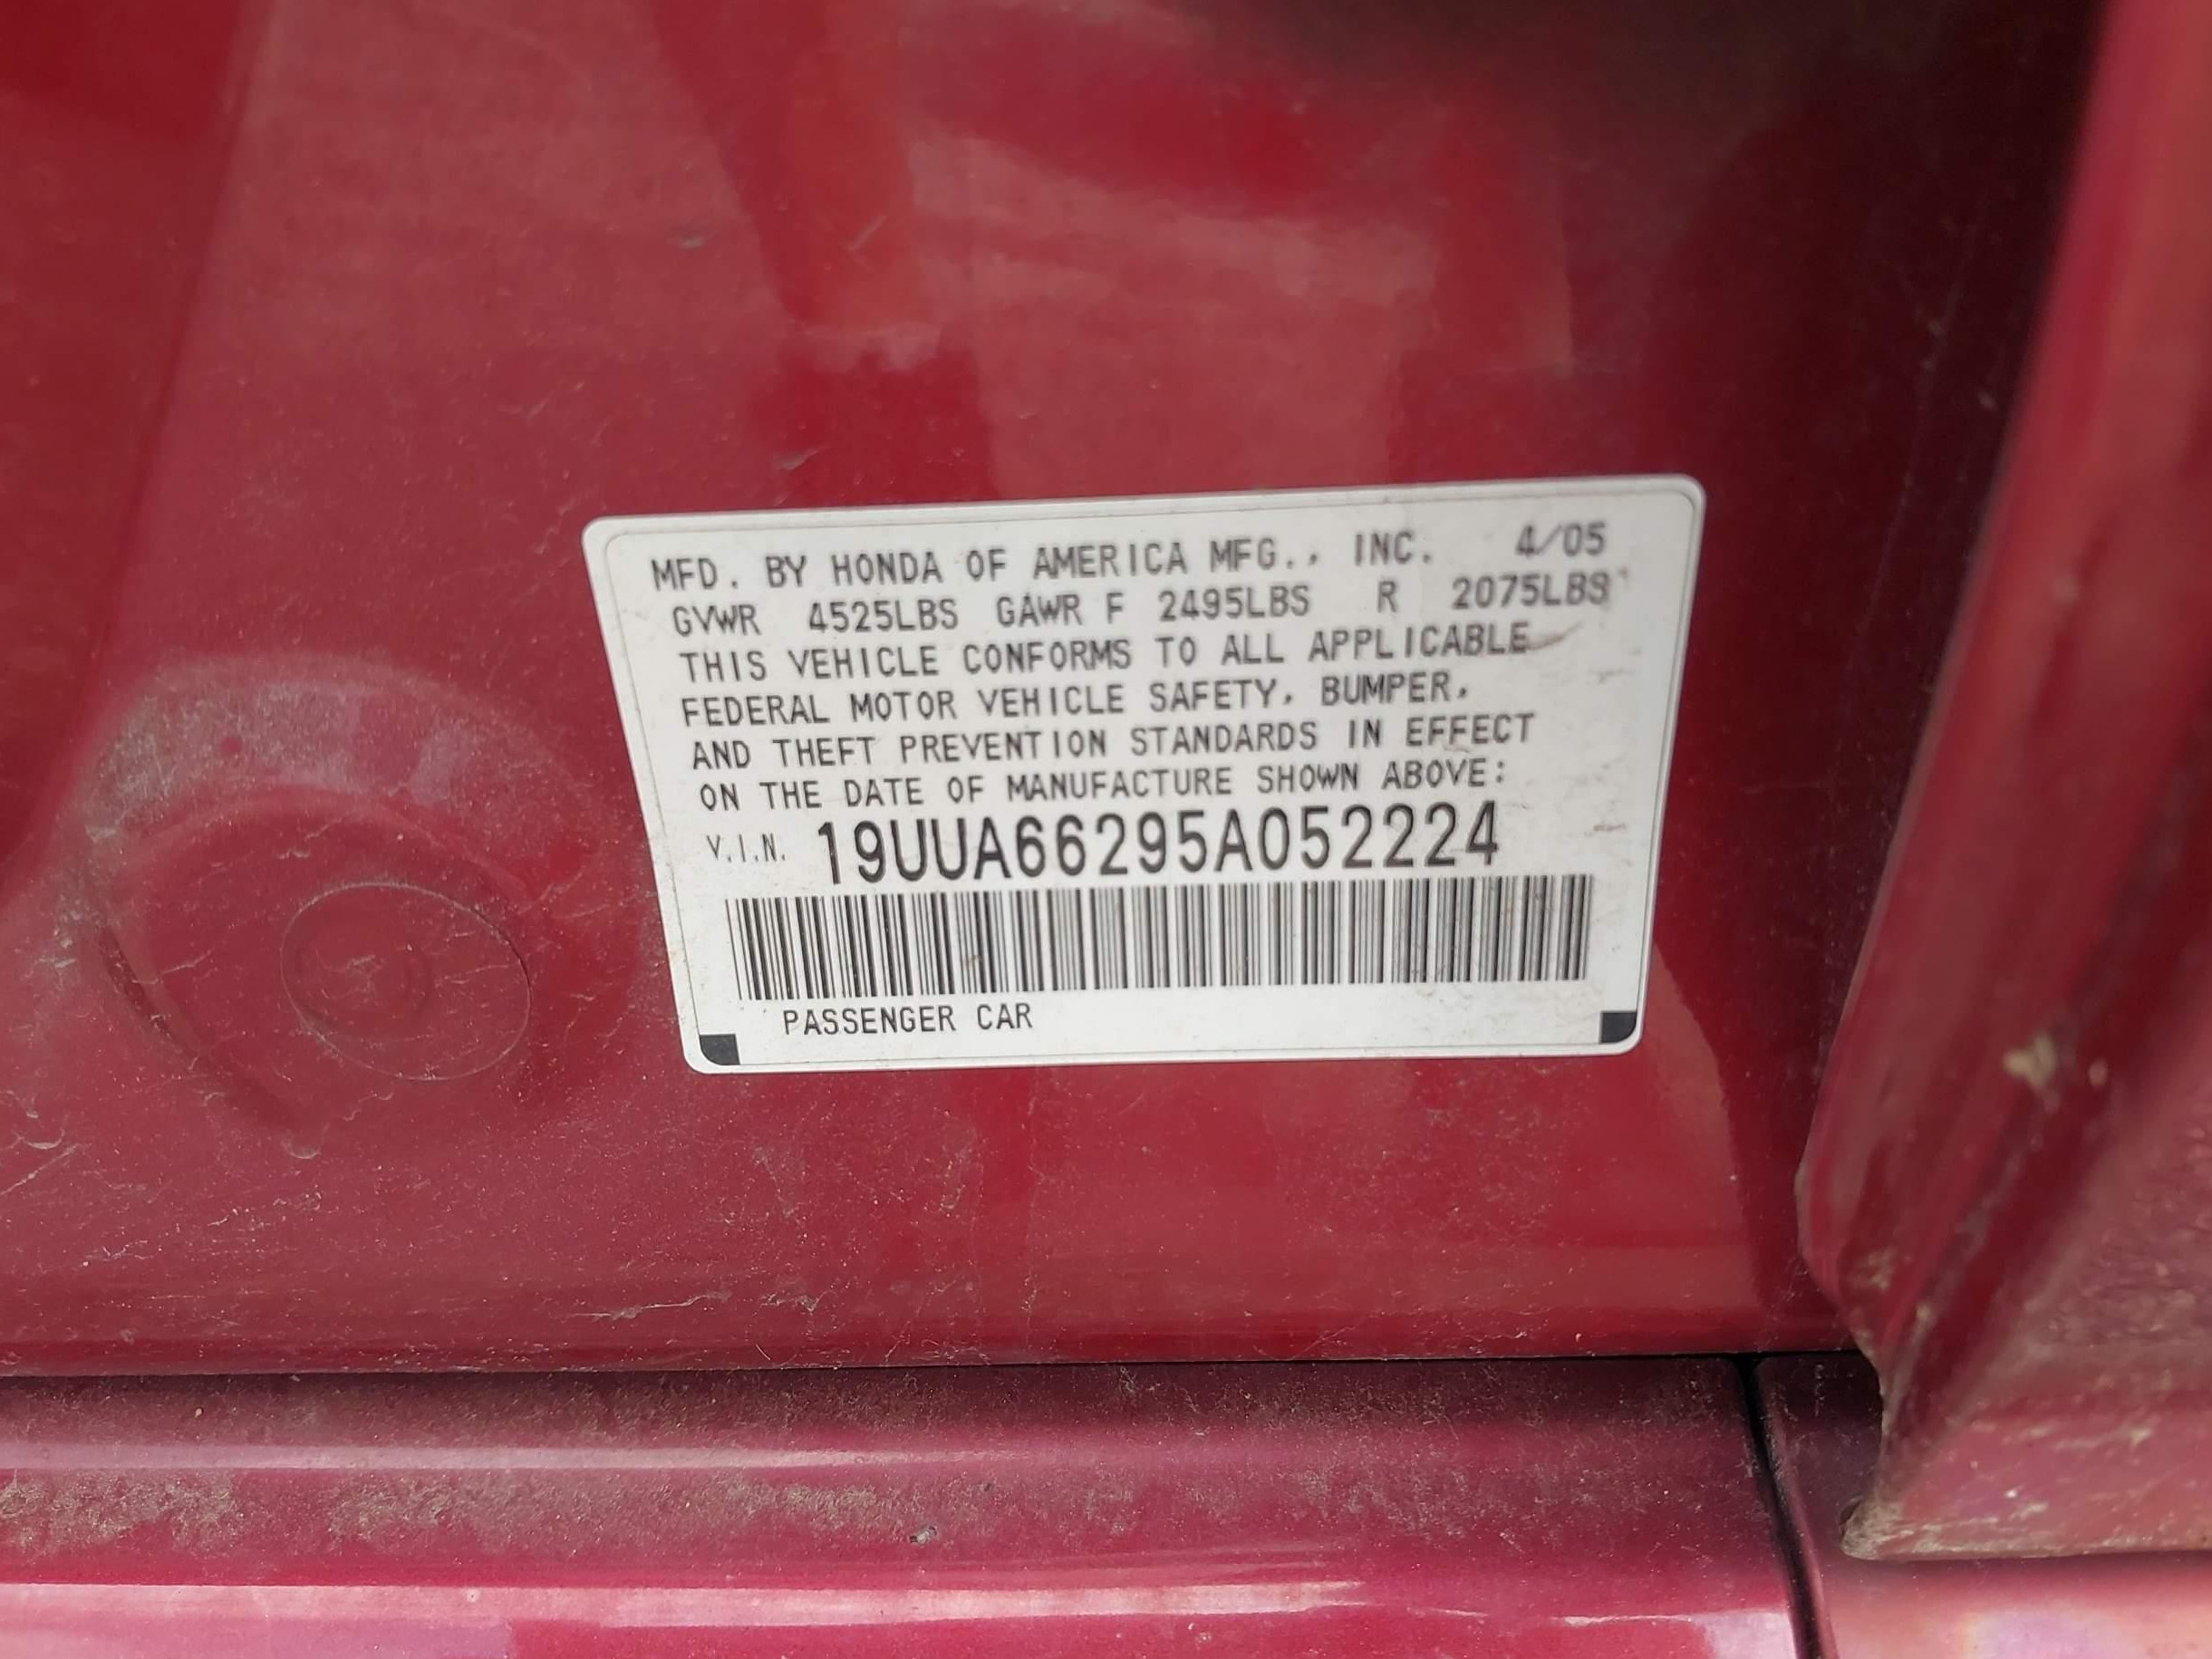 MFD. BY HONDA OF AMERICA MFG., INC. 4/05
GVWR 4525LBS GAWR F 2495LBS R 2075LBS
THIS VEHICLE CONFORMS TO ALL APPLICABLE
FEDERAL MOTOR VEHICLE SAFETY, BUMPER,
AND THEFT PREVENTION STANDARDS IN EFFECT
ON THE DATE OF MANUFACTURE SHOWN ABOVE:
V.I.N. 19UUA66295A052224
PASSENGER CAR